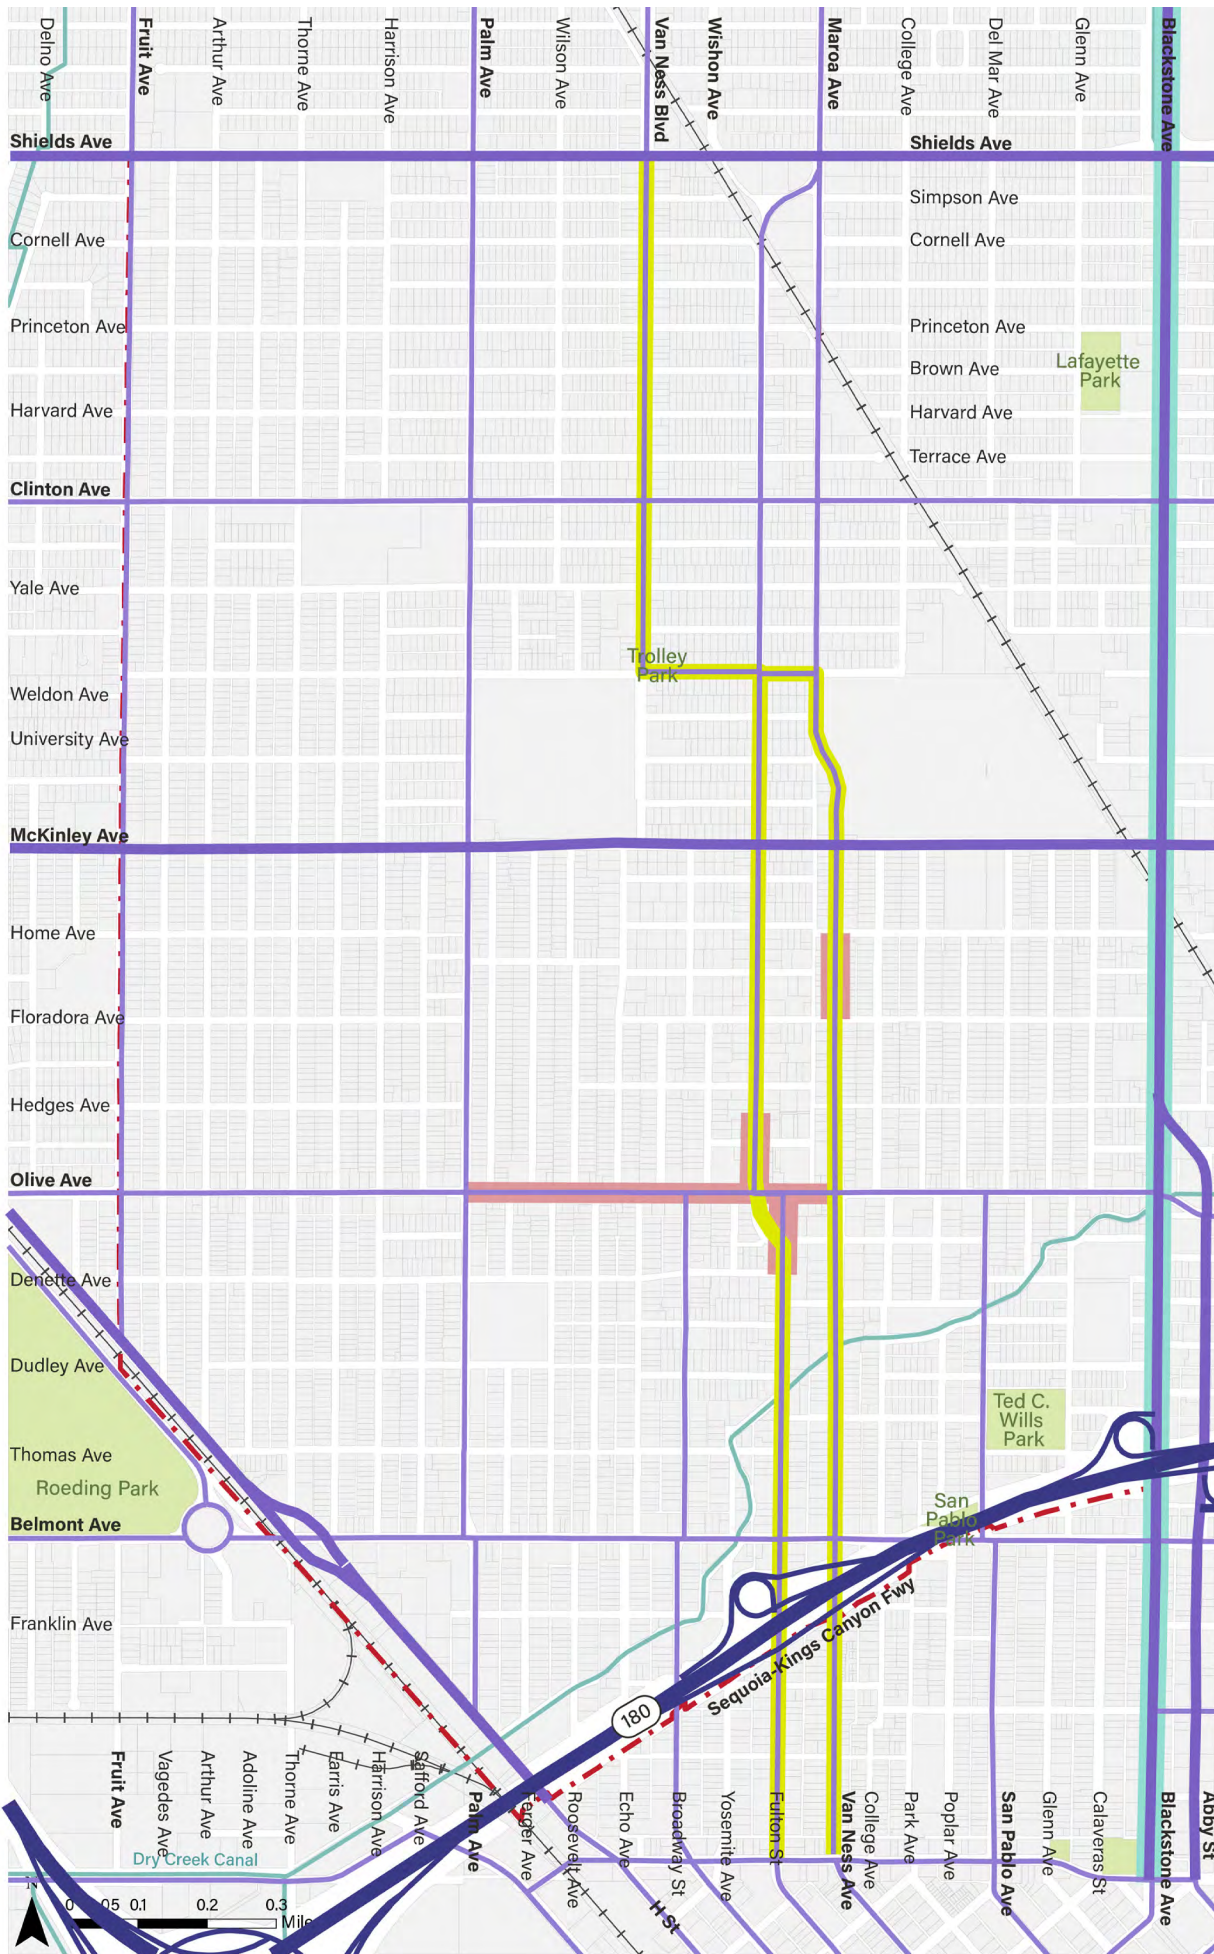 Delno Ave
Fruit Ave
Arthur Ave
Thorne Ave
Harrison Ave
Palm Ave
Wilson Ave
Van Ness Blvd
Wishon Ave
Maroa Ave
College Ave
Del Mar Ave
Glenn Ave
Blackstone Ave
Shields Ave
Shields Ave
Simpson Ave
Cornell Ave
Cornell Ave
Princeton Ave
Princeton Ave
Lafayette
Park
Brown Ave
Harvard Ave
Harvard Ave
Terrace Ave
Clinton Ave
Yale Ave
Trolley
Park
Weldon Ave
University Ave
McKinley Ave
Home Ave
Floradora Ave
Hedges Ave
Olive Ave
Denette Ave
Dudley Ave
Ted C.
Wills
Park
Thomas Ave
Roeding Park
San
Pablo
Park
Belmont Ave
Franklin Ave
Sequoia-Kings Canyon Fwy
180
Fruit Ave
Vagedes Ave
Arthur Ave
Adoline Ave
Thorne Ave
Harris Ave
Harrison Ave
Safford Ave
Palm Ave
Ferger Ave
Roosevelt Ave
Echo Ave
Broadway St
Yosemite Ave
Fulton St
Van Ness Ave
College Ave
Park Ave
Poplar Ave
San Pablo Ave
Glenn Ave
Calaveras St
Blackstone Ave
Abby St
Dry Creek Canal
H St
N
0 0.05 0.1 0.2 0.3
Miles